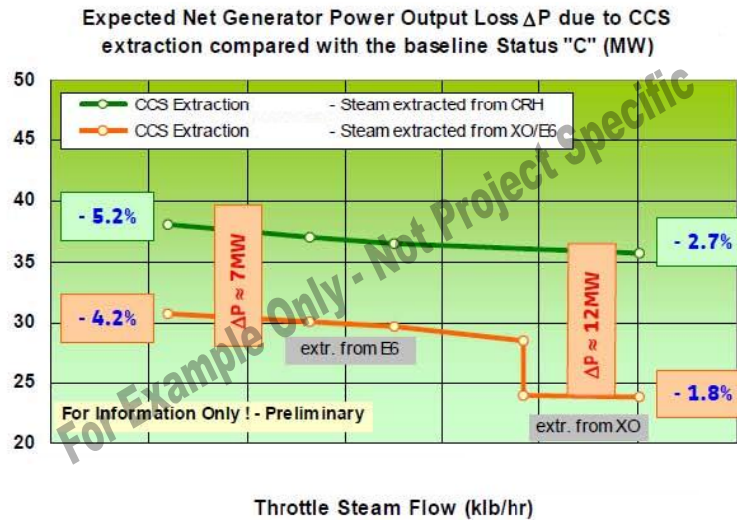 Expected Net Generator Power Output Loss ΔP due to CCS
extraction compared with the baseline Status "C" (MW)
50
45
40
35
30
25
20
CCS Extraction - Steam extracted from CRH
CCS Extraction - Steam extracted from XO/E6
- 5.2%
- 4.2%
ΔP ≈ 7MW
extr. from E6
ΔP ≈ 12MW
- 2.7%
- 1.8%
extr. from XO
For Information Only ! - Preliminary
For Example Only - Not Project Specific
Throttle Steam Flow (klb/hr)